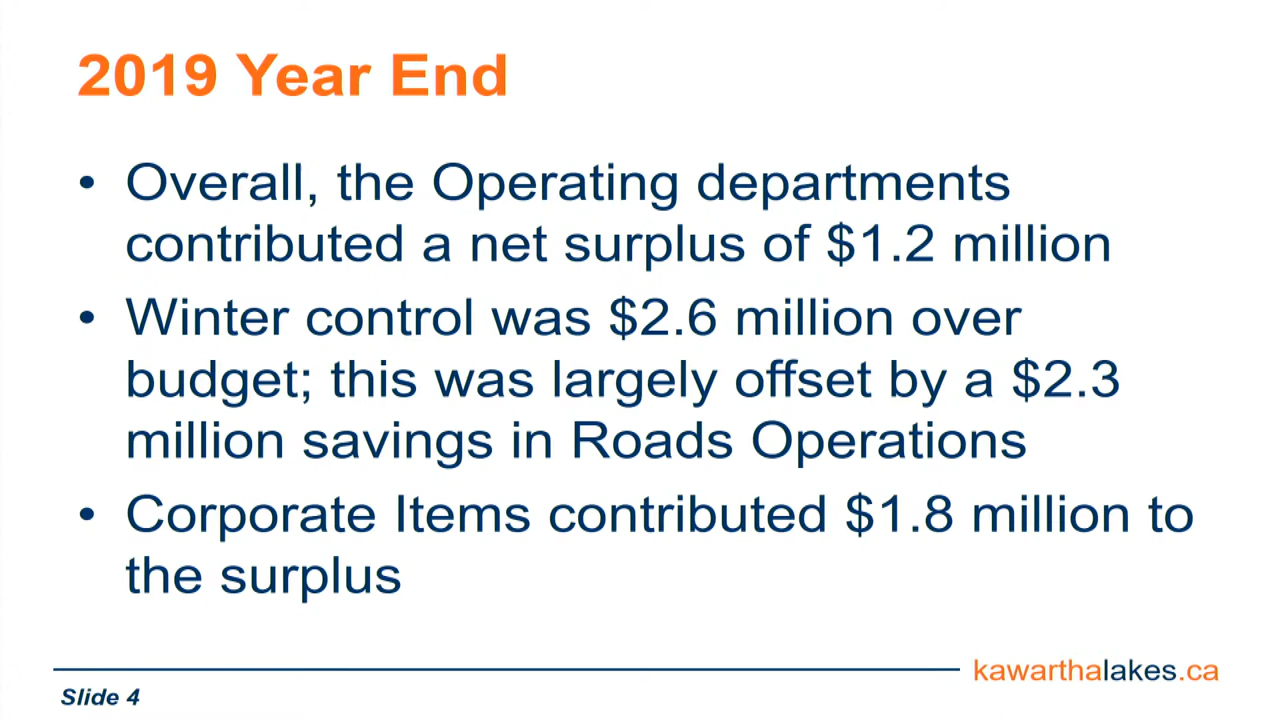 2019 Year End
• Overall, the Operating departments
contributed a net surplus of $1.2 million
• Winter control was $2.6 million over
budget; this was largely offset by a $2.3
million savings in Roads Operations
• Corporate Items contributed $1.8 million to
the surplus
kawarthalakes.ca
Slide 4